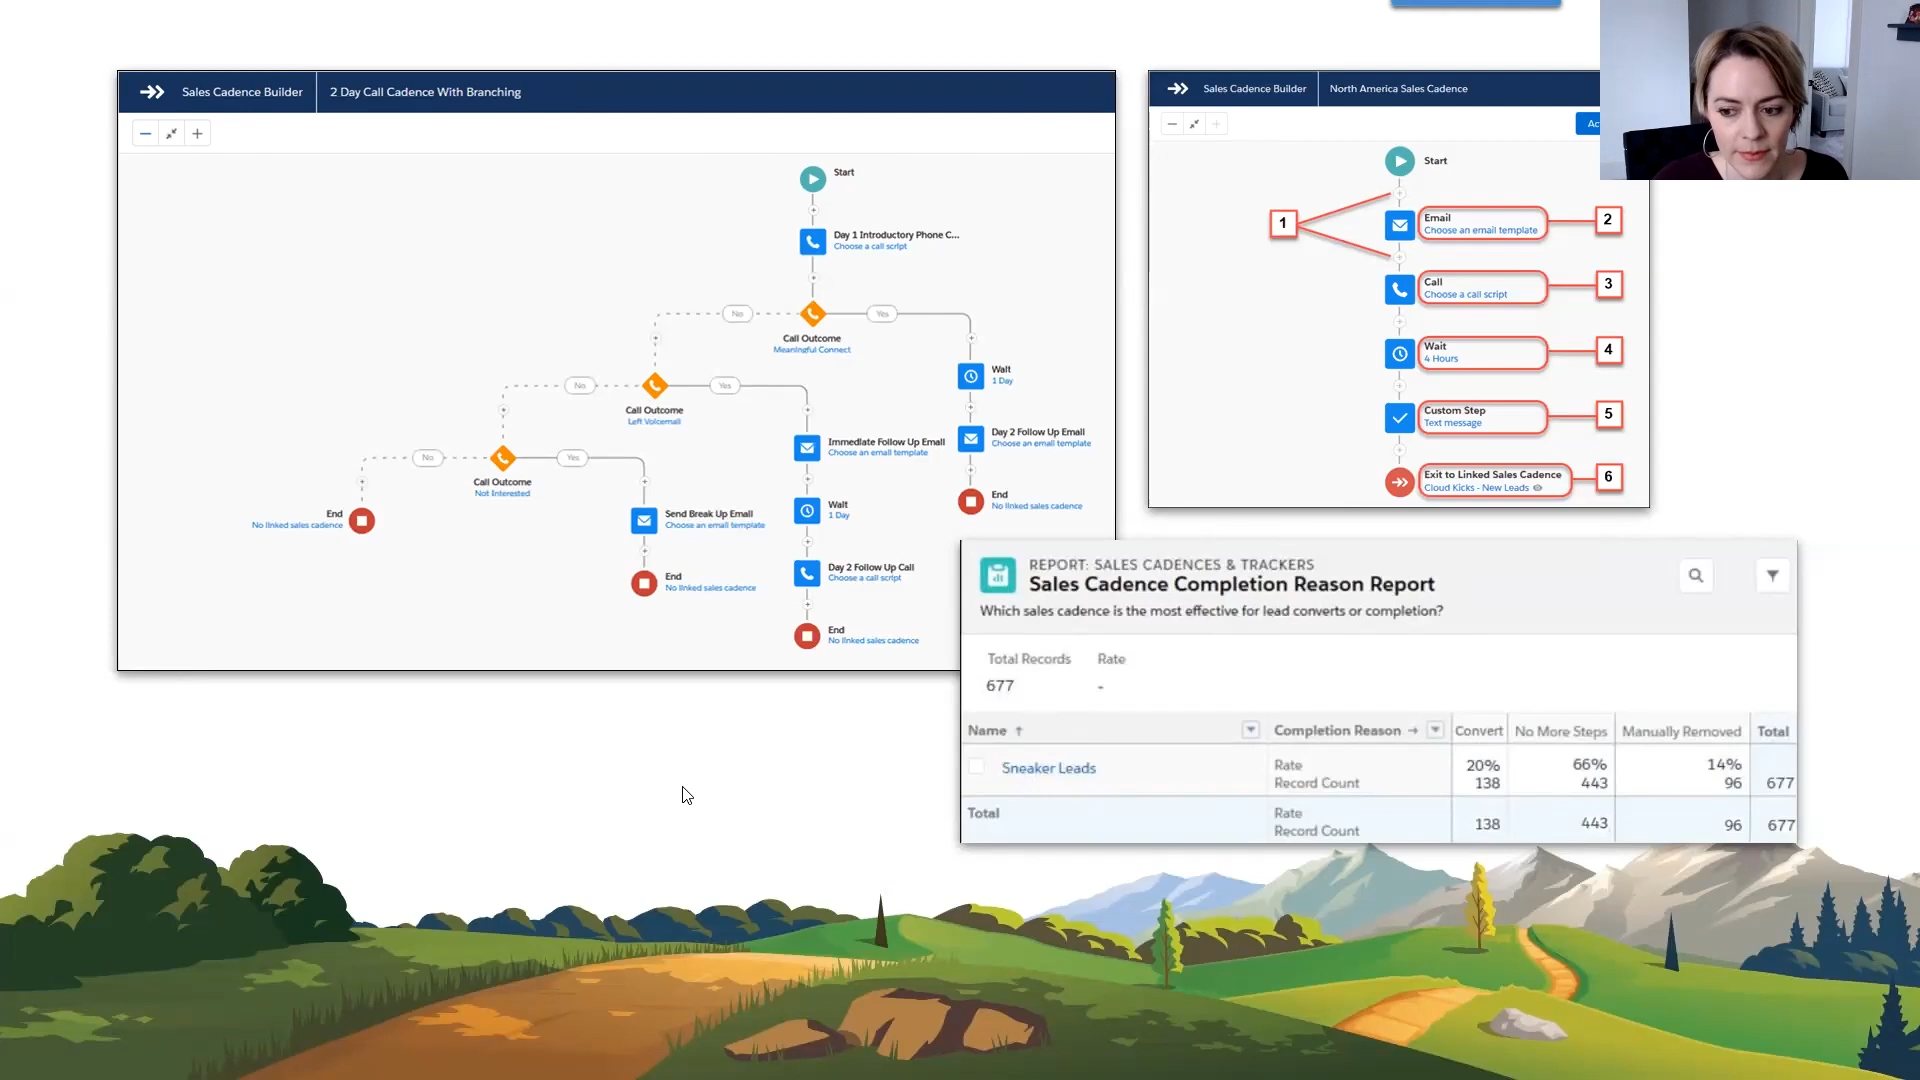 Sales Cadence Builder
2 Day Call Cadence With Branching
Start
Day 1 Introductory Phone C...
Choose a call script
No
Yes
Call Outcome
Meaningful Connect
Wait
1 Day
No
Yes
Call Outcome
Left Voicemail
Day 2 Follow Up Email
Choose an email template
Immediate Follow Up Email
Choose an email template
No
Yes
Call Outcome
Not Interested
End
No linked sales cadence
Wait
1 Day
End
No linked sales cadence
Send Break Up Email
Choose an email template
Day 2 Follow Up Call
Choose a call script
End
No linked sales cadence
End
No linked sales cadence
Sales Cadence Builder
North America Sales Cadence
Start
1
Email
Choose an email template
2
Call
Choose a call script
3
Wait
4 Hours
4
Custom Step
Text message
5
Exit to Linked Sales Cadence
Cloud Kicks - New Leads
6
REPORT: SALES CADENCES & TRACKERS
Sales Cadence Completion Reason Report
Which sales cadence is the most effective for lead converts or completion?
Total Records Rate
677 -
Name ↑ Completion Reason → Convert No More Steps Manually Removed Total
Sneaker Leads Rate 20% 66% 14%
Record Count 138 443 96 677
Total Rate
Record Count 138 443 96 677